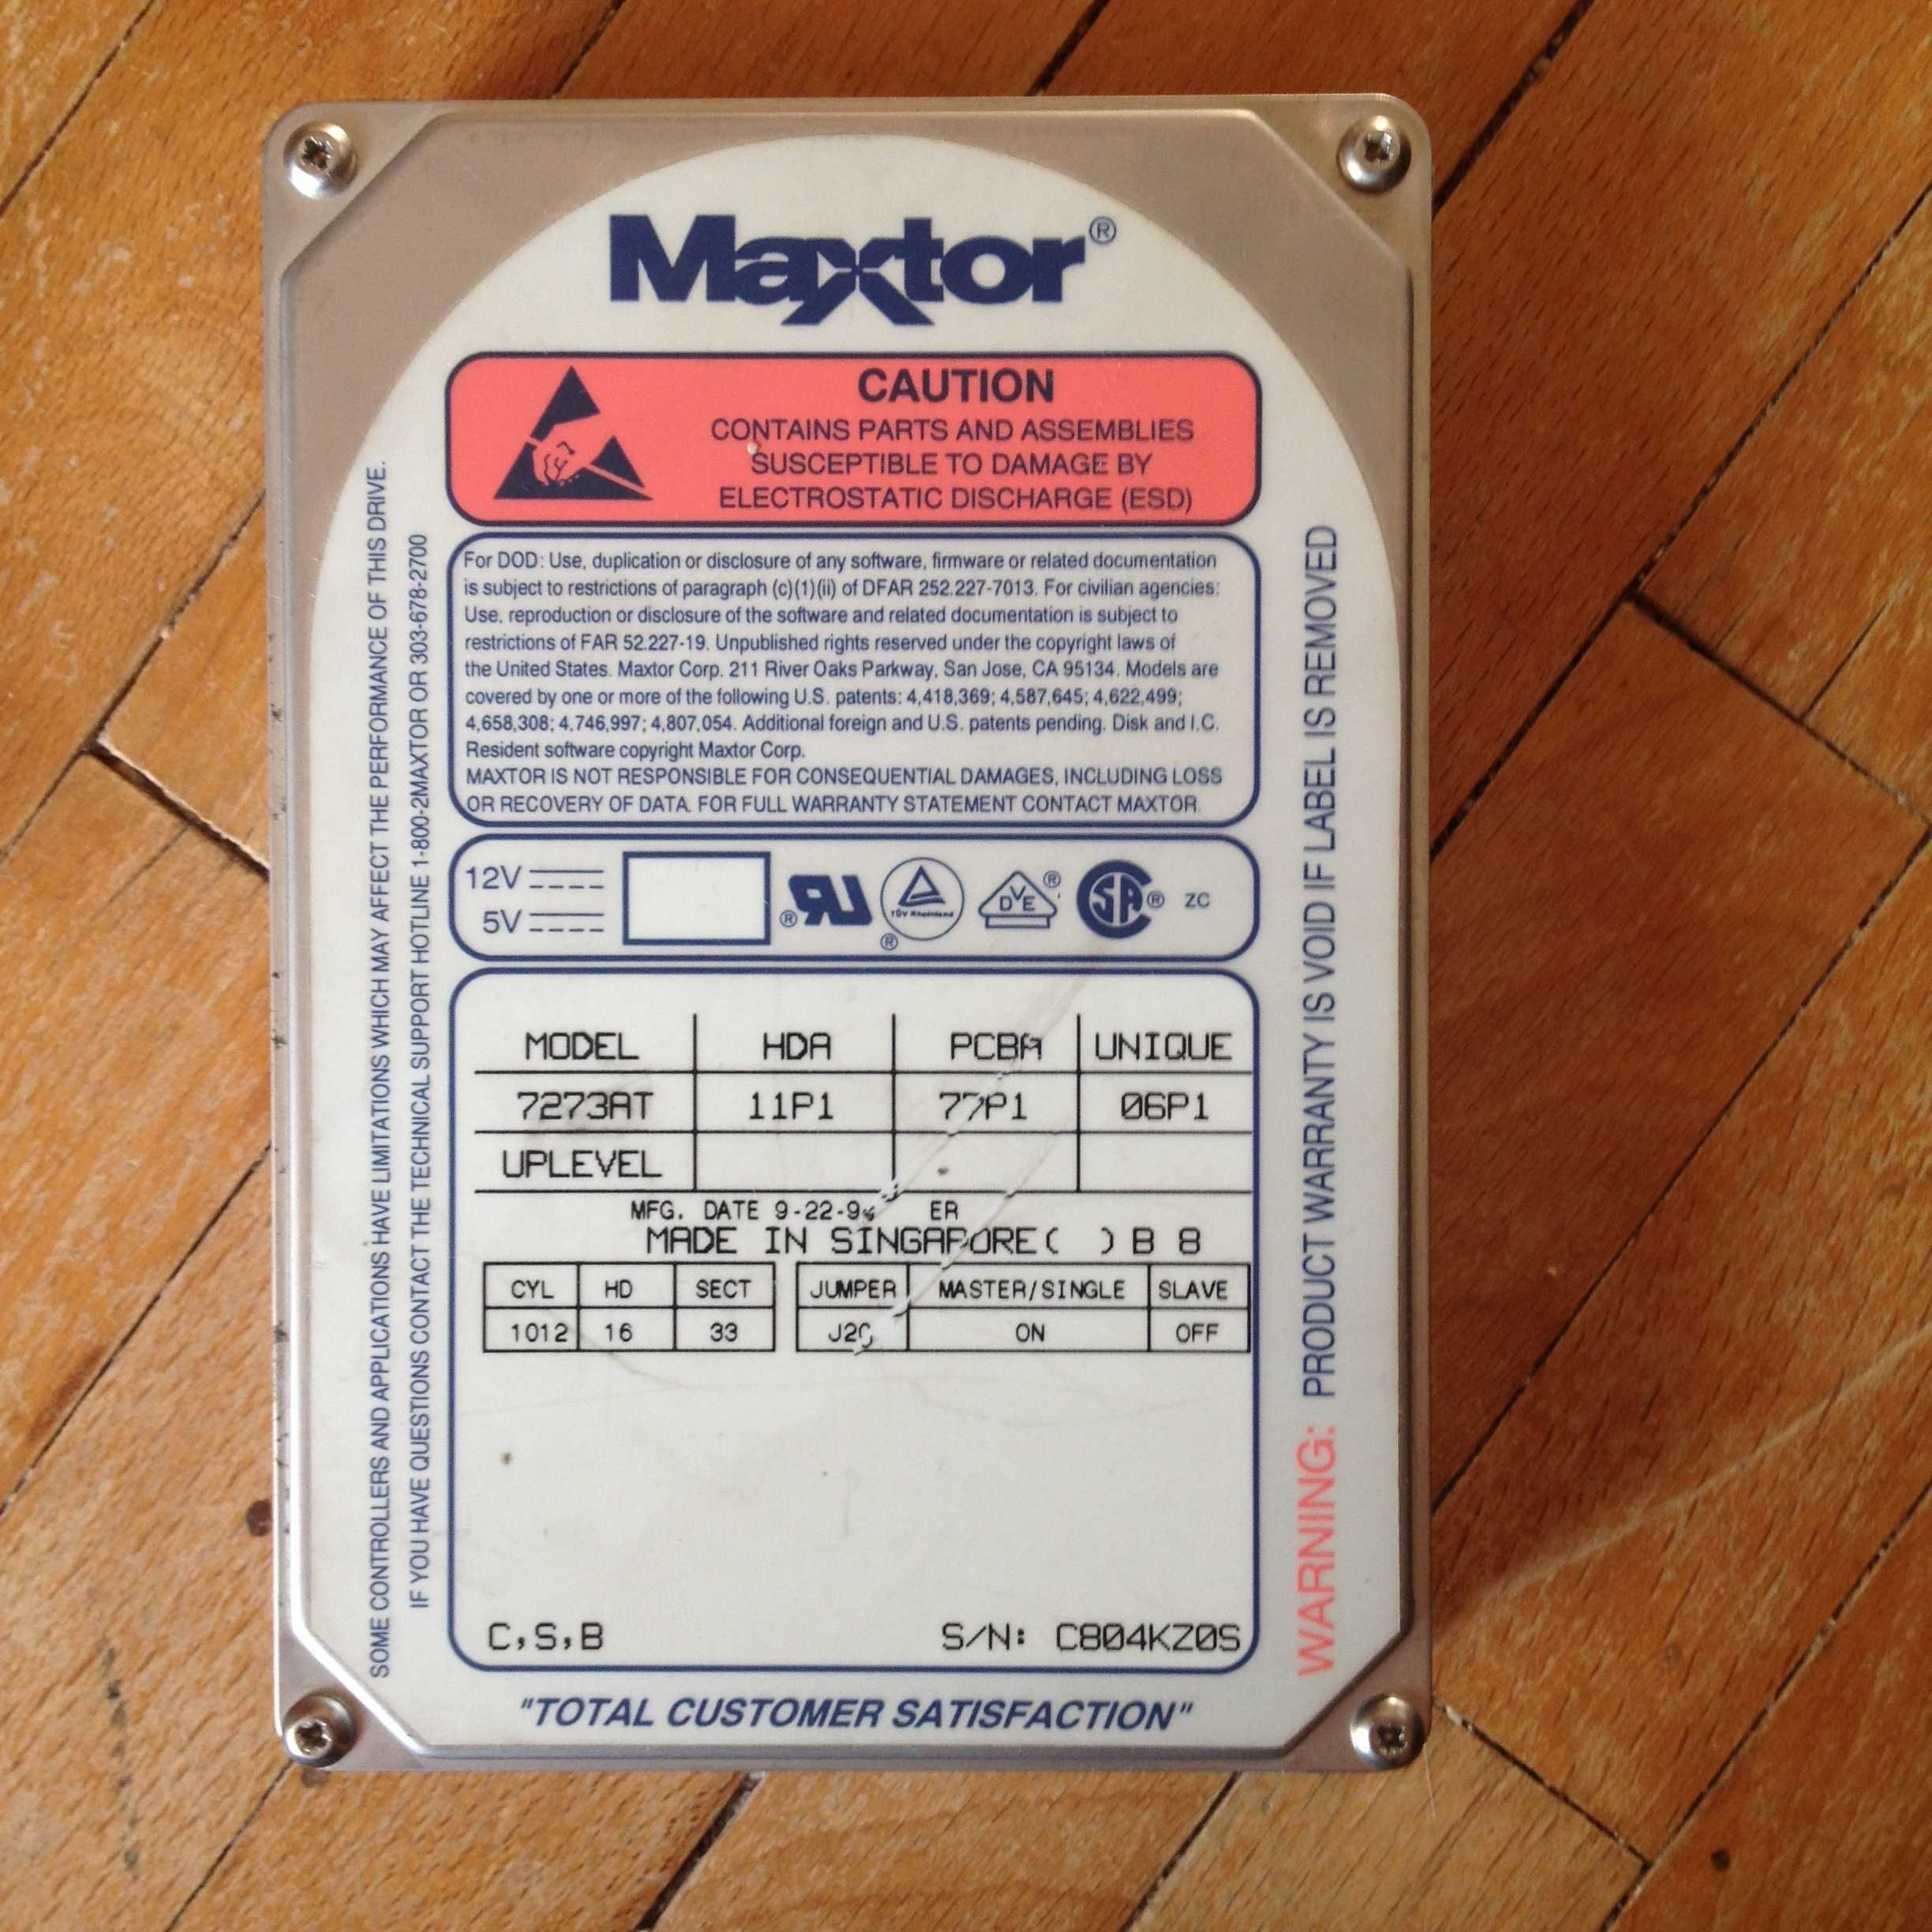 Maxtor®
CAUTION
CONTAINS PARTS AND ASSEMBLIES
SUSCEPTIBLE TO DAMAGE BY
ELECTROSTATIC DISCHARGE (ESD)
For DOD: Use, duplication or disclosure of any software, firmware or related documentation
is subject to restrictions of paragraph (c)(1)(ii) of DFAR 252.227-7013. For civilian agencies:
Use, reproduction or disclosure of the software and related documentation is subject to
restrictions of FAR 52.227-19. Unpublished rights reserved under the copyright laws of
the United States. Maxtor Corp. 211 River Oaks Parkway, San Jose, CA 95134. Models are
covered by one or more of the following U.S. patents: 4,418,369; 4,587,645; 4,622,499;
4,658,308; 4,746,997; 4,807,054. Additional foreign and U.S. patents pending. Disk and I.C.
Resident software copyright Maxtor Corp.
MAXTOR IS NOT RESPONSIBLE FOR CONSEQUENTIAL DAMAGES, INCLUDING LOSS
OR RECOVERY OF DATA. FOR FULL WARRANTY STATEMENT CONTACT MAXTOR.
12V
5V
TÜV Rheinland
DVE
SA ® ZC
MODEL HDA PCBA UNIQUE
7273AT 11P1 77P1 06P1
UPLEVEL
MFG. DATE ER
MADE IN SINGAPORE( ) B 8
CYL HD SECT JUMPER MASTER/SINGLE SLAVE
1012 16 33 ON OFF
C,S,B S/N: C804KZ0S
"TOTAL CUSTOMER SATISFACTION"
SOME CONTROLLERS AND APPLICATIONS HAVE LIMITATIONS WHICH MAY AFFECT THE PERFORMANCE OF THIS DRIVE.
IF YOU HAVE QUESTIONS CONTACT THE TECHNICAL SUPPORT HOTLINE 1-800-2MAXTOR OR 303-678-2700
WARNING: PRODUCT WARRANTY IS VOID IF LABEL IS REMOVED